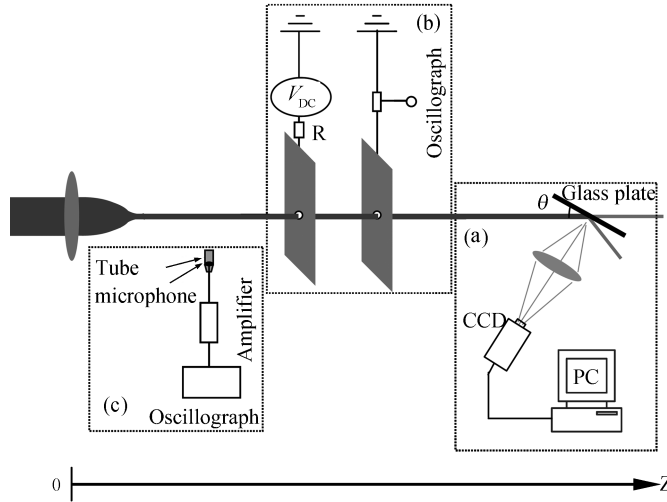 (b)
V_DC
R
Oscillograph
Glass plate
θ
(a)
Tube
microphone
Amplifier
CCD
PC
(c)
Oscillograph
0
Z